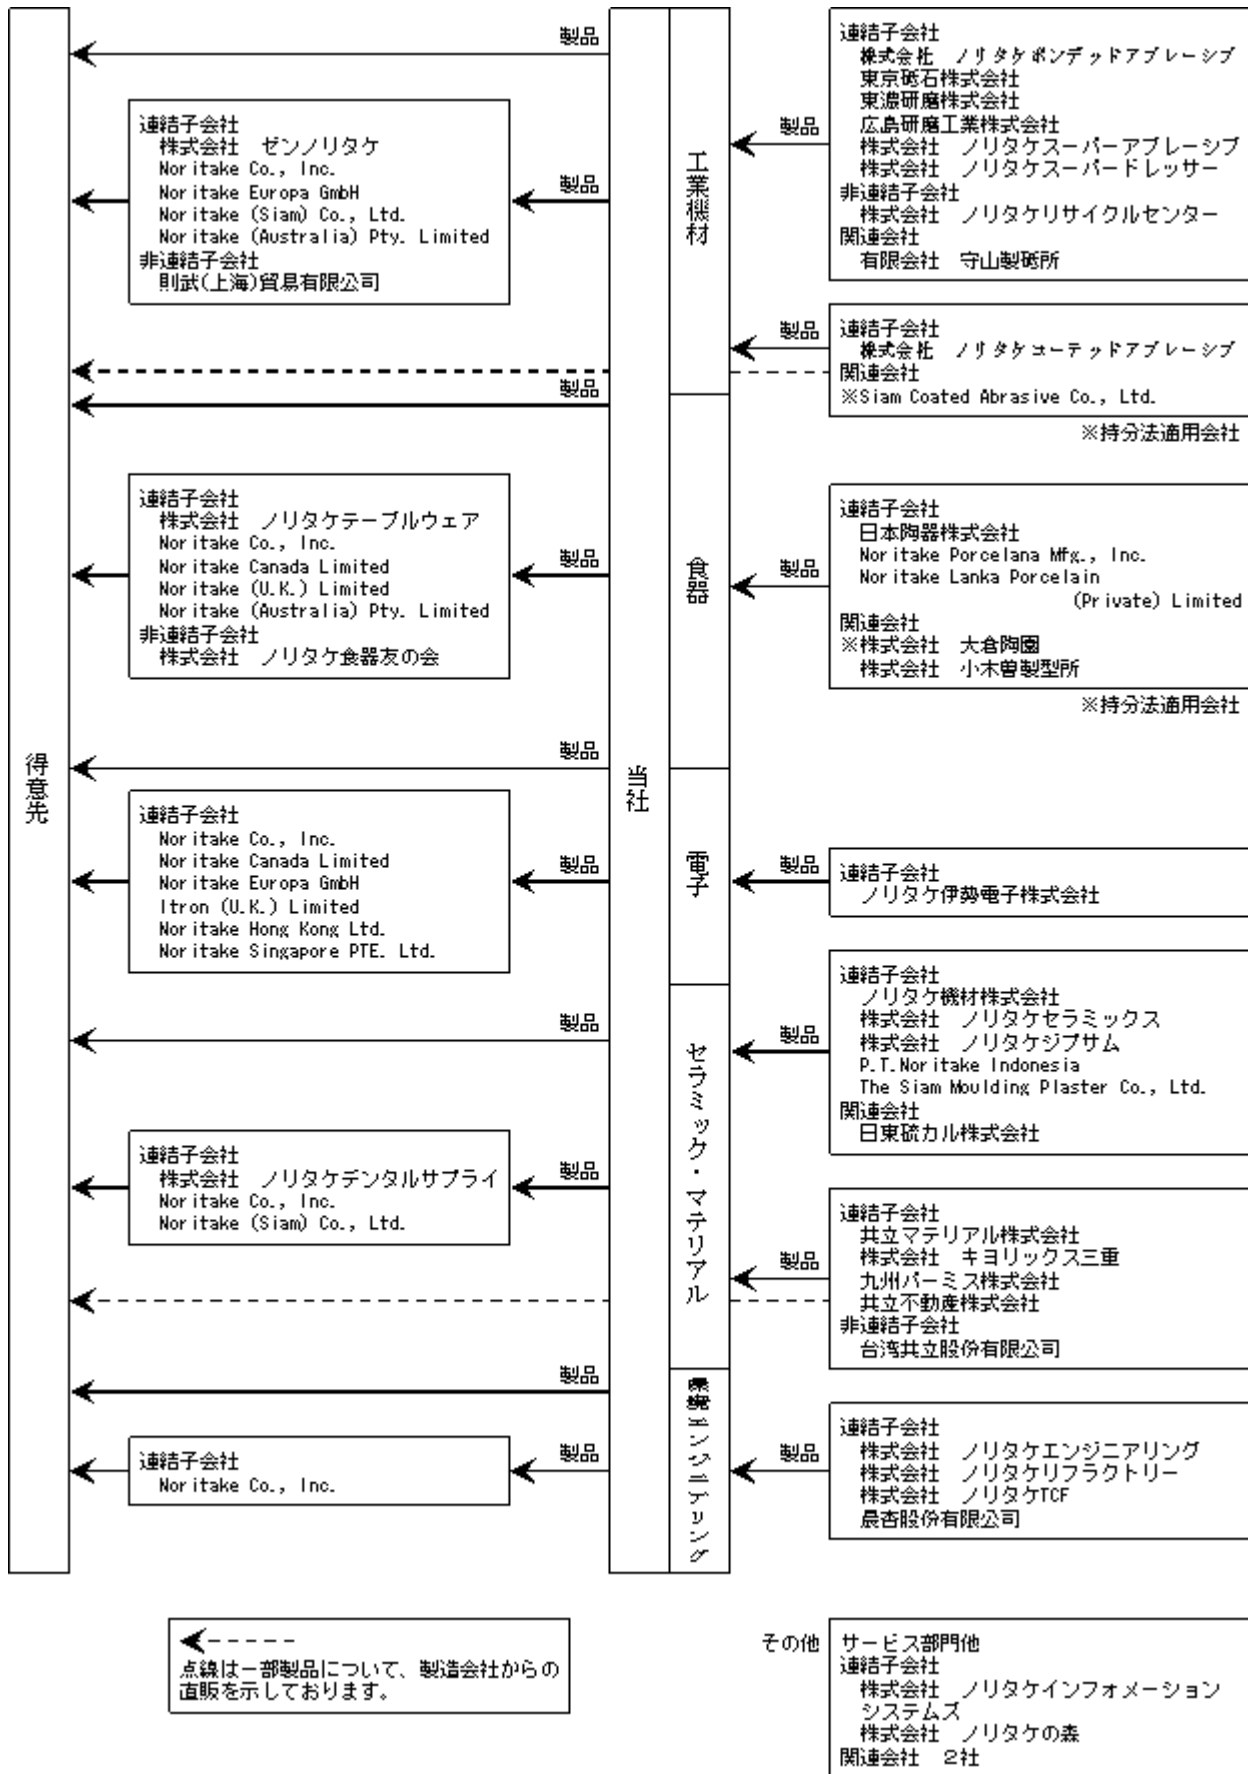 得意先
製品
連結子会社
株式会社 ゼンノリタケ
Noritake Co., Inc.
Noritake Europa GmbH
Noritake (Siam) Co., Ltd.
Noritake (Australia) Pty. Limited
非連結子会社
則武(上海)貿易有限公司
製品
製品
連結子会社
株式会社 ノリタケテーブルウェア
Noritake Co., Inc.
Noritake Canada Limited
Noritake (U.K.) Limited
Noritake (Australia) Pty. Limited
非連結子会社
株式会社 ノリタケ食器友の会
製品
製品
連結子会社
Noritake Co., Inc.
Noritake Canada Limited
Noritake Europa GmbH
Itron (U.K.) Limited
Noritake Hong Kong Ltd.
Noritake Singapore PTE. Ltd.
製品
製品
連結子会社
株式会社 ノリタケデンタルサプライ
Noritake Co., Inc.
Noritake (Siam) Co., Ltd.
製品
製品
連結子会社
Noritake Co., Inc.
製品
当社
工業機材
食器
電子
セラミック・マテリアル
環境エンジニアリング
製品
連結子会社
株式会社 ノリタケボンデッドアブレーシブ
東京砥石株式会社
東濃研磨株式会社
広島研磨工業株式会社
株式会社 ノリタケスーパーアブレーシブ
株式会社 ノリタケスーパードレッサー
非連結子会社
株式会社 ノリタケリサイクルセンター
関連会社
有限会社 守山製砥所
製品
連結子会社
株式会社 ノリタケコーテッドアブレーシブ
関連会社
※Siam Coated Abrasive Co., Ltd.
※持分法適用会社
製品
連結子会社
日本陶器株式会社
Noritake Porcelana Mfg., Inc.
Noritake Lanka Porcelain
(Private) Limited
関連会社
※株式会社 大倉陶園
株式会社 小木曽製型所
※持分法適用会社
製品
連結子会社
ノリタケ伊勢電子株式会社
製品
連結子会社
ノリタケ機材株式会社
株式会社 ノリタケセラミックス
株式会社 ノリタケジプサム
P.T.Noritake Indonesia
The Siam Moulding Plaster Co., Ltd.
関連会社
日東硫カル株式会社
製品
連結子会社
共立マテリアル株式会社
株式会社 キヨリックス三重
九州パーミス株式会社
共立不動産株式会社
非連結子会社
台湾共立股份有限公司
製品
連結子会社
株式会社 ノリタケエンジニアリング
株式会社 ノリタケリフラクトリー
株式会社 ノリタケTCF
晨杏股份有限公司
点線は一部製品について、製造会社からの
直販を示しております。
その他
サービス部門他
連結子会社
株式会社 ノリタケインフォメーション
システムズ
株式会社 ノリタケの森
関連会社 2社